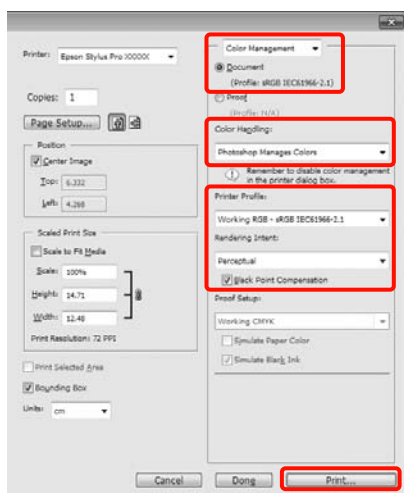 Printer: Epson Stylus Pro XXXXX
Copies: 1
Page Setup...
Position
Center Image
Top: 6.332
Left: 4.268
Scaled Print Size
Scale to Fit Media
Scale: 100%
Height: 14.71
Width: 12.48
Print Resolution: 72 PPI
Print Selected Area
Bounding Box
Units: cm
Color Management
Document
(Profile: sRGB IEC61966-2.1)
Proof
(Profile: N/A)
Color Handling:
Photoshop Manages Colors
Remember to disable color management
in the printer dialog box.
Printer Profile:
Working RGB - sRGB IEC61966-2.1
Rendering Intent:
Perceptual
Black Point Compensation
Proof Setup:
Working CMYK
Simulate Paper Color
Simulate Black Ink
Cancel
Done
Print...